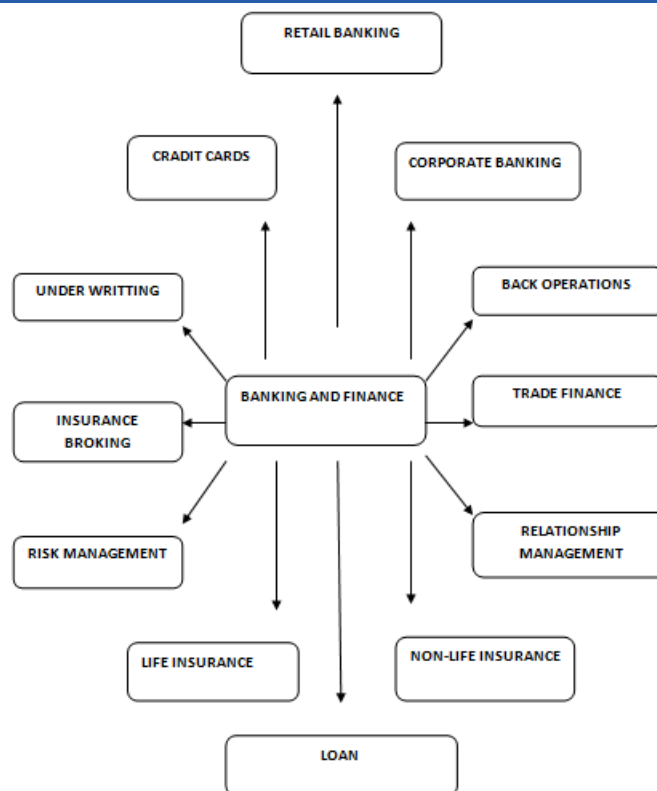 RETAIL BANKING
CRADIT CARDS
CORPORATE BANKING
UNDER WRITTING
BACK OPERATIONS
BANKING AND FINANCE
TRADE FINANCE
INSURANCE
BROKING
RISK MANAGEMENT
RELATIONSHIP
MANAGEMENT
LIFE INSURANCE
NON-LIFE INSURANCE
LOAN